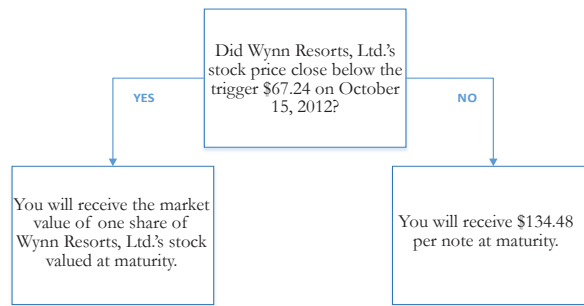 Did Wynn Resorts, Ltd.'s
stock price close below the
trigger $67.24 on October
15, 2012?
YES
NO
You will receive the market
value of one share of
Wynn Resorts, Ltd.'s stock
valued at maturity.
You will receive $134.48
per note at maturity.